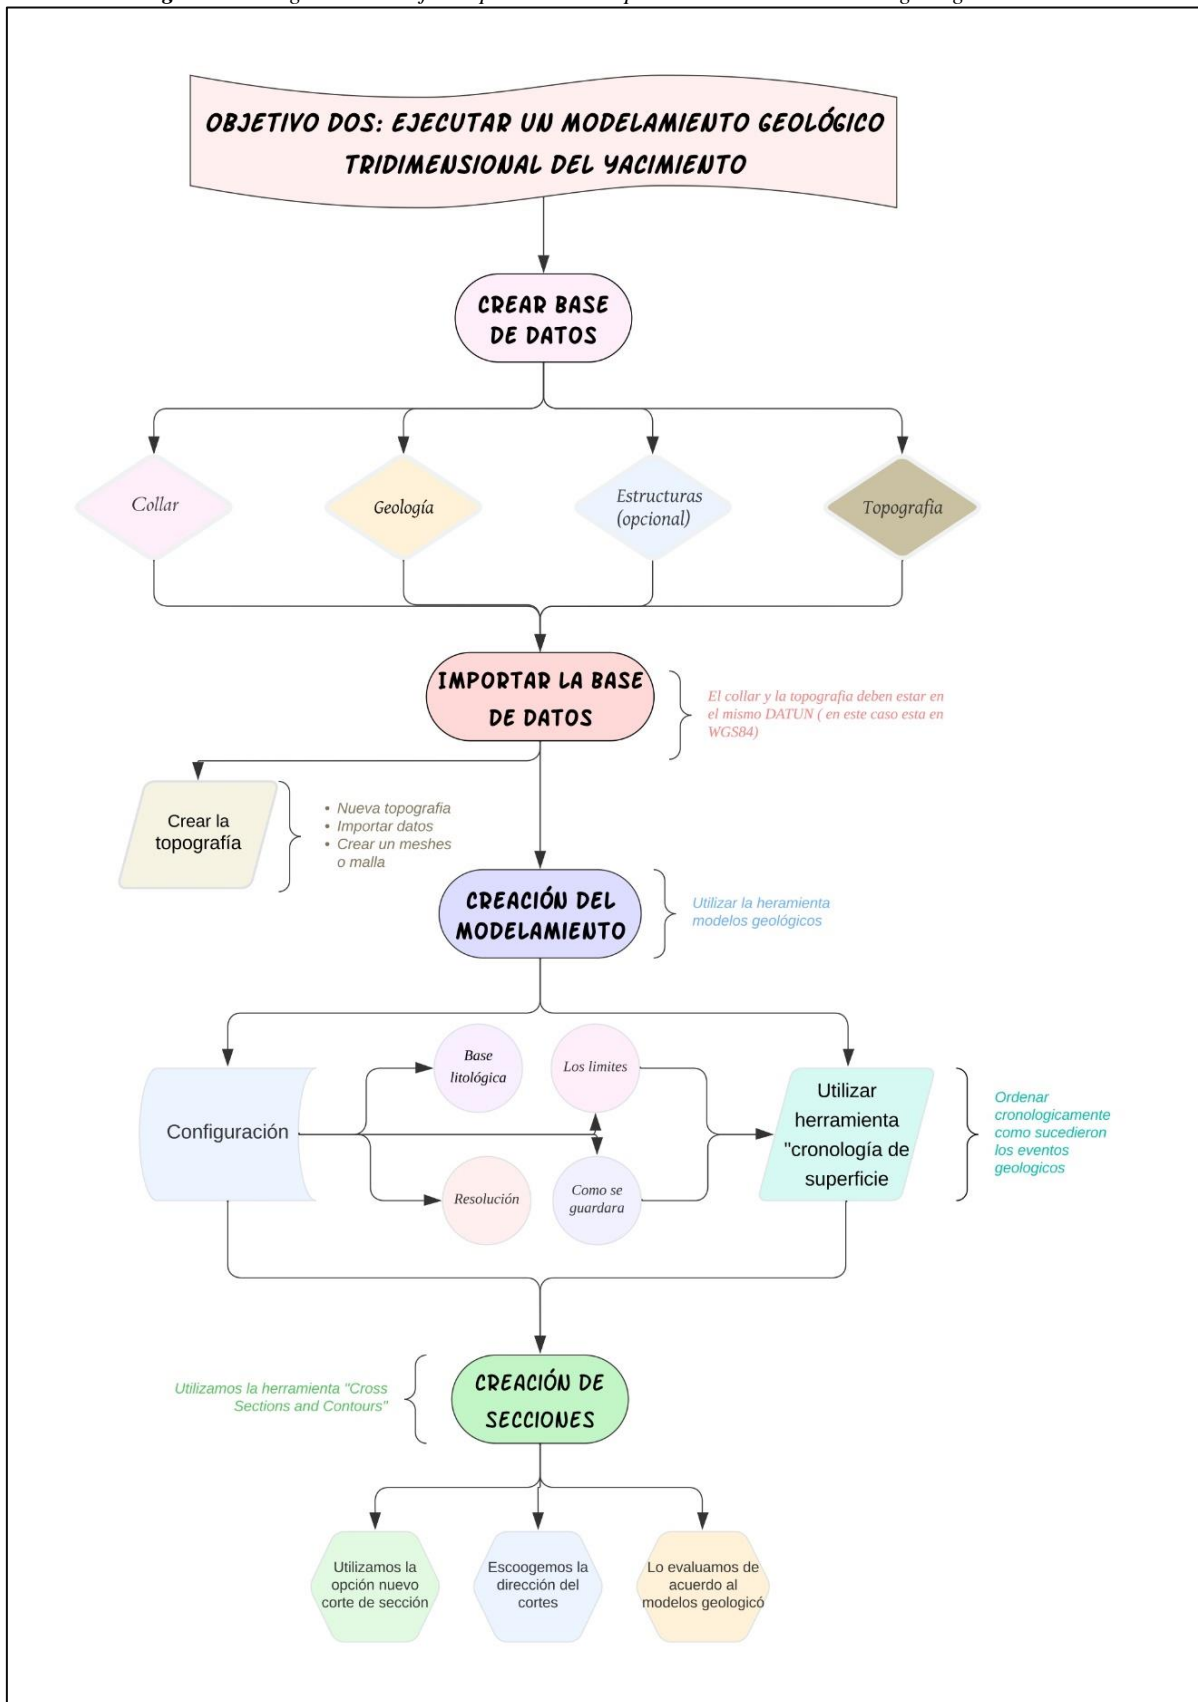 OBJETIVO DOS: EJECUTAR UN MODELAMIENTO GEOLÓGICO
TRIDIMENSIONAL DEL YACIMIENTO
CREAR BASE
DE DATOS
Collar
Geología
Estructuras
(opcional)
Topografia
IMPORTAR LA BASE
DE DATOS
El collar y la topografia deben estar en
el mismo DATUN ( en este caso esta en
WGS84)
Crear la
topografía
• Nueva topografia
• Importar datos
• Crear un meshes
o malla
CREACIÓN DEL
MODELAMIENTO
Utilizar la heramienta
modelos geológicos
Configuración
Base
litológica
Los limites
Resolución
Como se
guardara
Utilizar
herramienta
"cronología de
superficie
Ordenar
cronologicamente
como sucedieron
los eventos
geologicos
Utilizamos la herramienta "Cross
Sections and Contours"
CREACIÓN DE
SECCIONES
Utilizamos la
opción nuevo
corte de sección
Escoogemos la
dirección del
cortes
Lo evaluamos de
acuerdo al
modelos geologicó